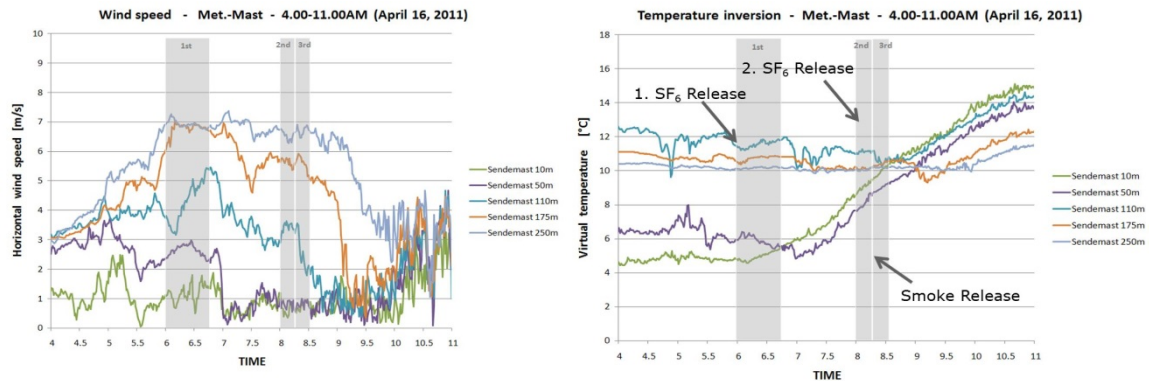 Wind speed - Met.-Mast - 4.00-11.00AM (April 16, 2011)
Horizontal wind speed [m/s]
10
9
8
7
6
5
4
3
2
1
0
1st
2nd
3rd
4 4.5 5 5.5 6 6.5 7 7.5 8 8.5 9 9.5 10 10.5 11
TIME
Sendemast 10m
Sendemast 50m
Sendemast 110m
Sendemast 175m
Sendemast 250m
Temperature inversion - Met.-Mast - 4.00-11.00AM (April 16, 2011)
Virtual temperature [°C]
18
16
14
12
10
8
6
4
2
0
1st
2nd
3rd
2. SF₆ Release
1. SF₆ Release
Smoke Release
4 4.5 5 5.5 6 6.5 7 7.5 8 8.5 9 9.5 10 10.5 11
TIME
Sendemast 10m
Sendemast 50m
Sendemast 110m
Sendemast 175m
Sendemast 250m